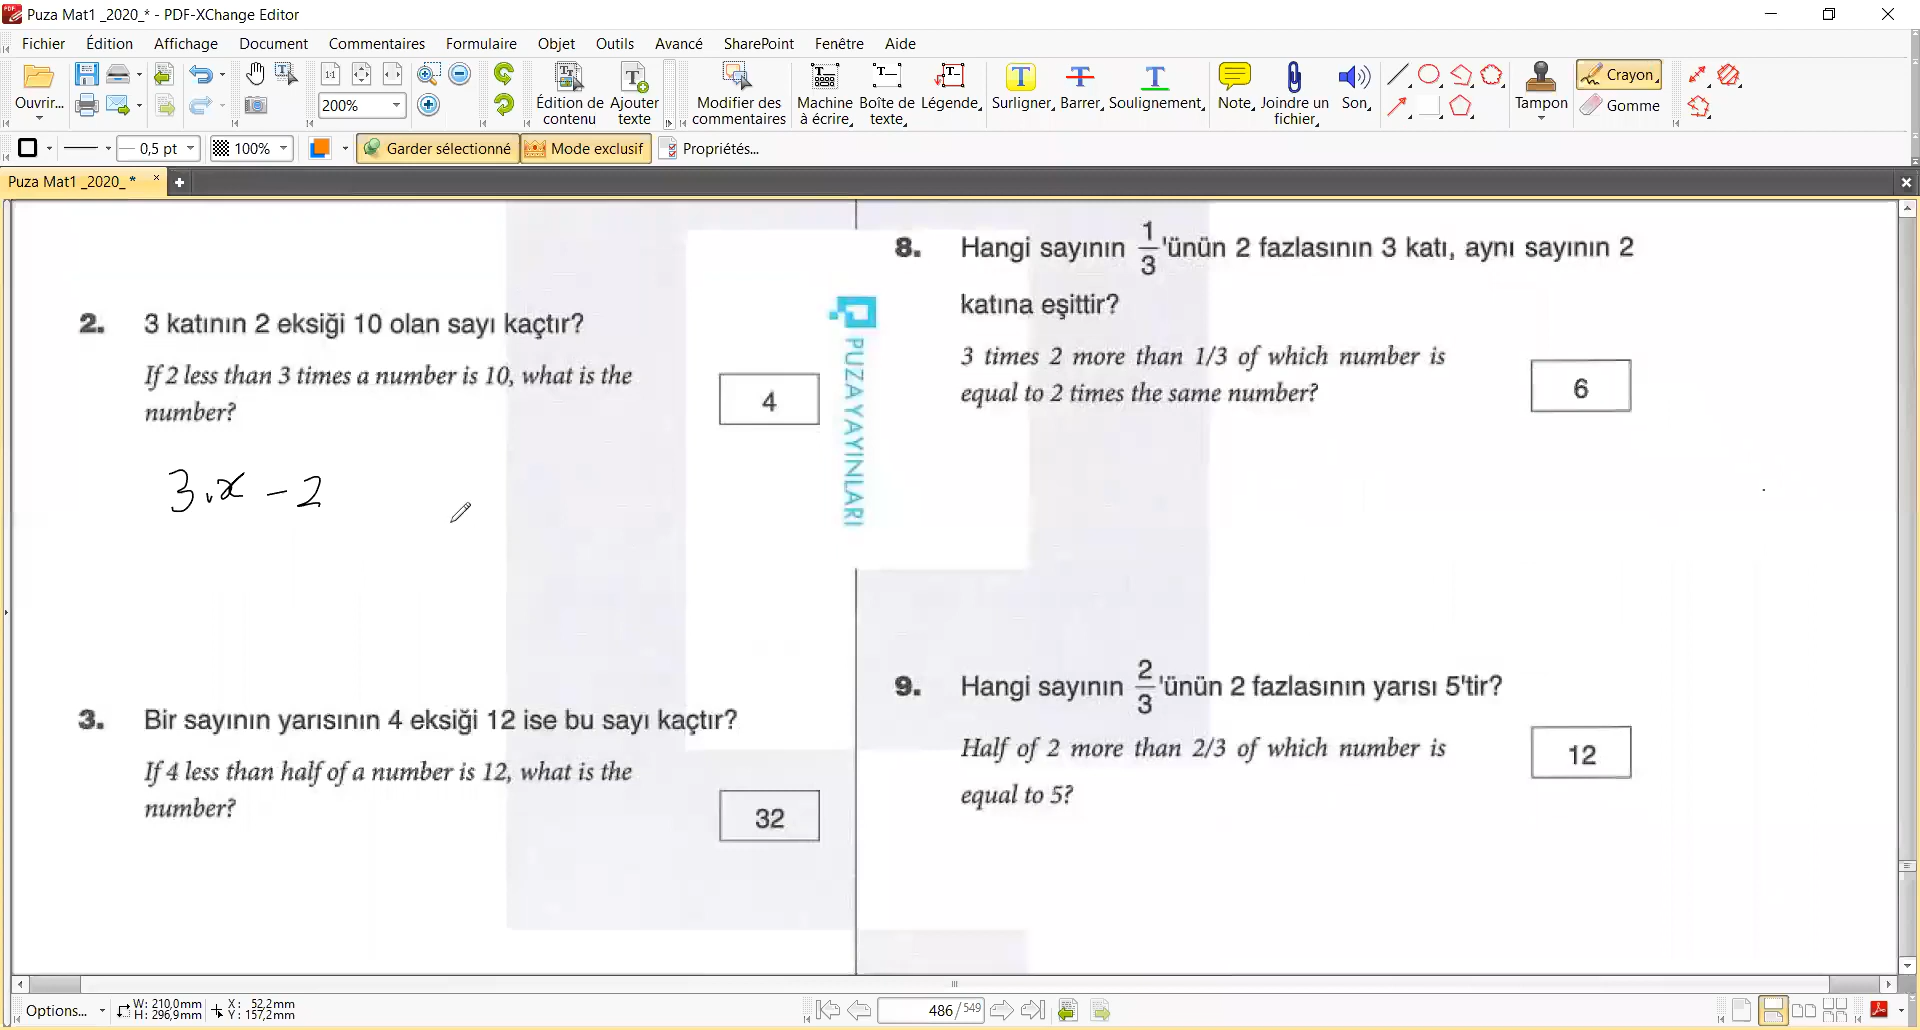 Puza Mat1 _2020_* - PDF-XChange Editor
Fichier Édition Affichage Document Commentaires Formulaire Objet Outils Avancé SharePoint Fenêtre Aide
Ouvrir...
200%
Édition de contenu
Ajouter texte
Modifier des commentaires
Machine à écrire
Boîte de texte
Légende
Surligner
Barrer
Soulignement
Note
Joindre un fichier
Son
Tampon
Crayon
Gomme
0,5 pt 100% Garder sélectionné Mode exclusif Propriétés...
Puza Mat1 _2020_ *
2. 3 katının 2 eksiği 10 olan sayı kaçtır?
If 2 less than 3 times a number is 10, what is the
number?
4
3.x - 2
3. Bir sayının yarısının 4 eksiği 12 ise bu sayı kaçtır?
If 4 less than half of a number is 12, what is the
number?
32
PUZA YAYINLARI
8. Hangi sayının 1/3 'ünün 2 fazlasının 3 katı, aynı sayının 2
katına eşittir?
3 times 2 more than 1/3 of which number is
equal to 2 times the same number?
6
9. Hangi sayının 2/3 'ünün 2 fazlasının yarısı 5'tir?
Half of 2 more than 2/3 of which number is
equal to 5?
12
Options...
W: 210,0mm
H: 296,9mm
X: 52,2mm
Y: 157,2mm
486/549